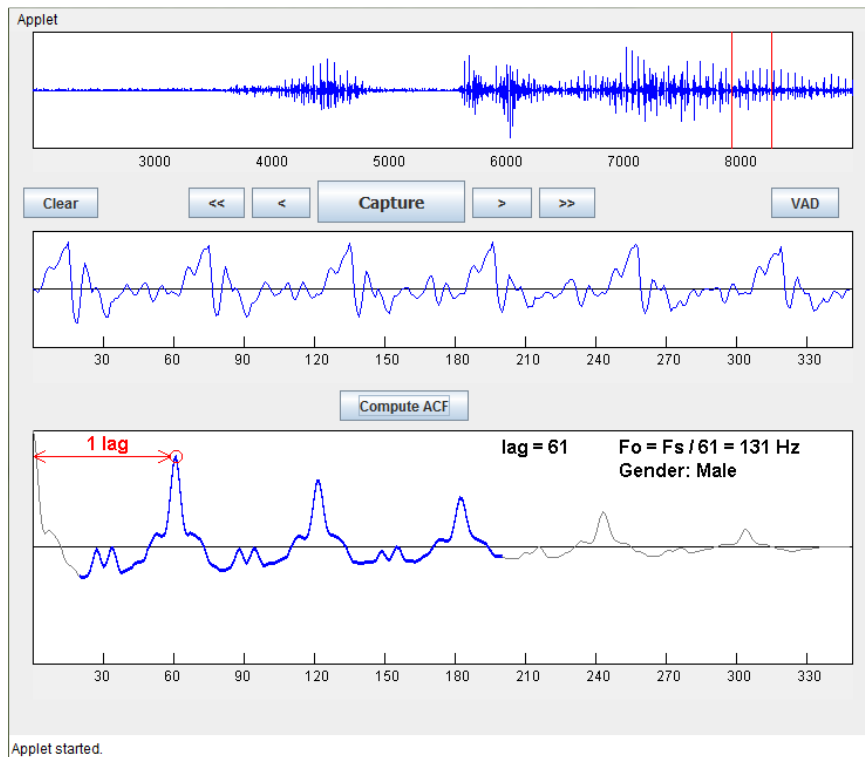 Applet
3000 4000 5000 6000 7000 8000
Clear << < Capture > >> VAD
30 60 90 120 150 180 210 240 270 300 330
Compute ACF
1 lag lag = 61 Fo = Fs / 61 = 131 Hz
Gender: Male
30 60 90 120 150 180 210 240 270 300 330
Applet started.